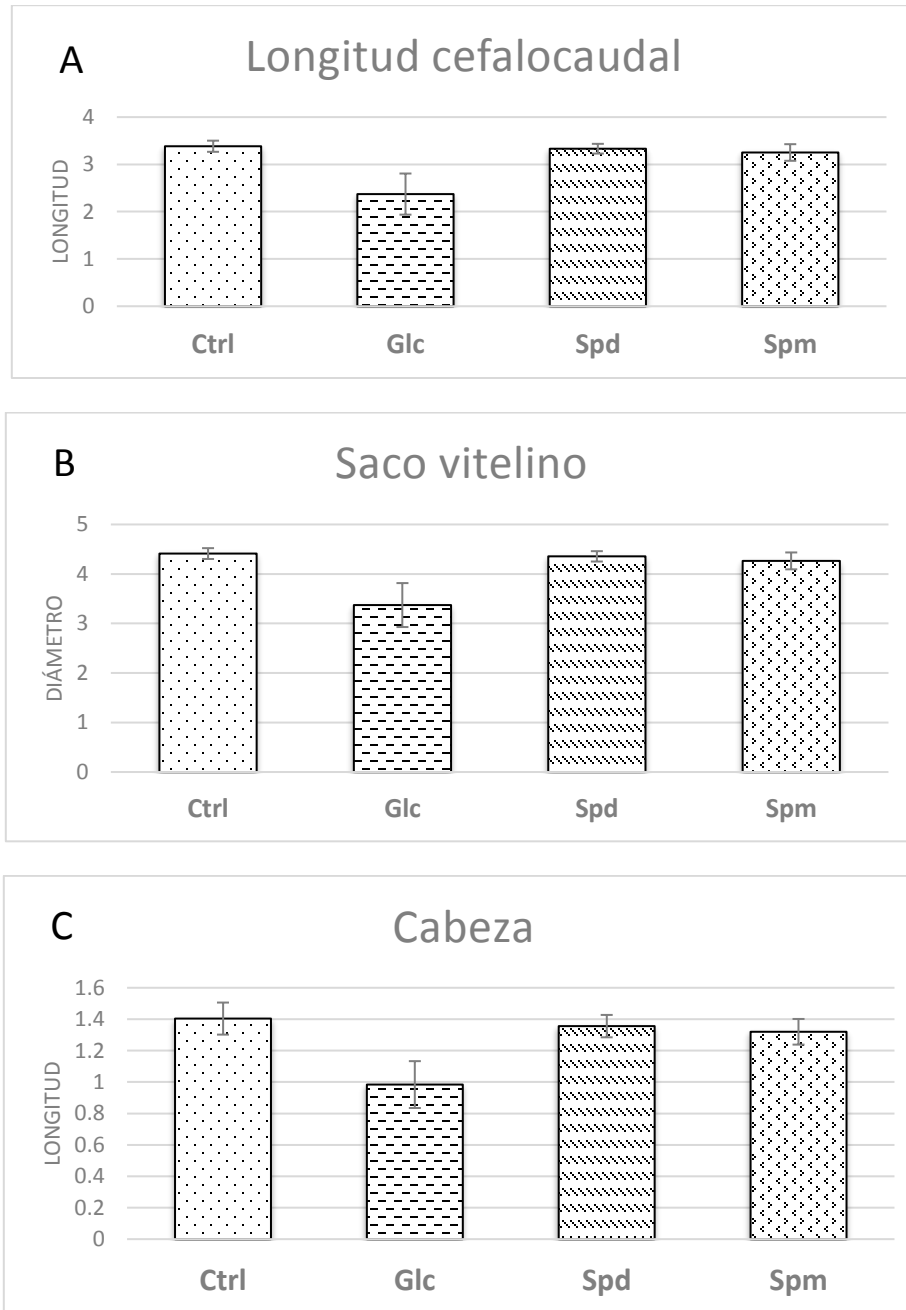 A
Longitud cefalocaudal
4
3
2
1
0
LONGITUD
Ctrl Glc Spd Spm
B
Saco vitelino
5
4
3
2
1
0
DIÁMETRO
Ctrl Glc Spd Spm
C
Cabeza
1.6
1.4
1.2
1
0.8
0.6
0.4
0.2
0
LONGITUD
Ctrl Glc Spd Spm